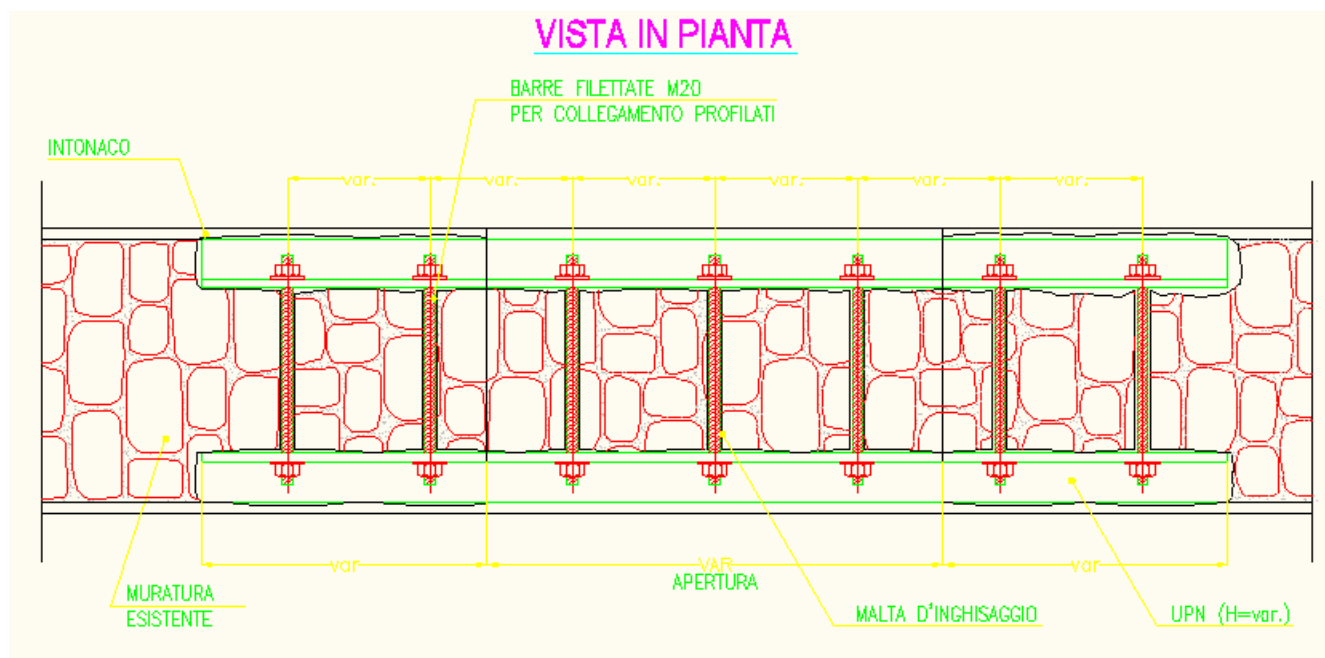 VISTA IN PIANTA
BARRE FILETTATE M20
PER COLLEGAMENTO PROFILATI
INTONACO
var. var. var. var. var. var.
var VAR var
APERTURA
MURATURA
ESISTENTE
MALTA D'INGHISAGGIO
UPN (H=var.)